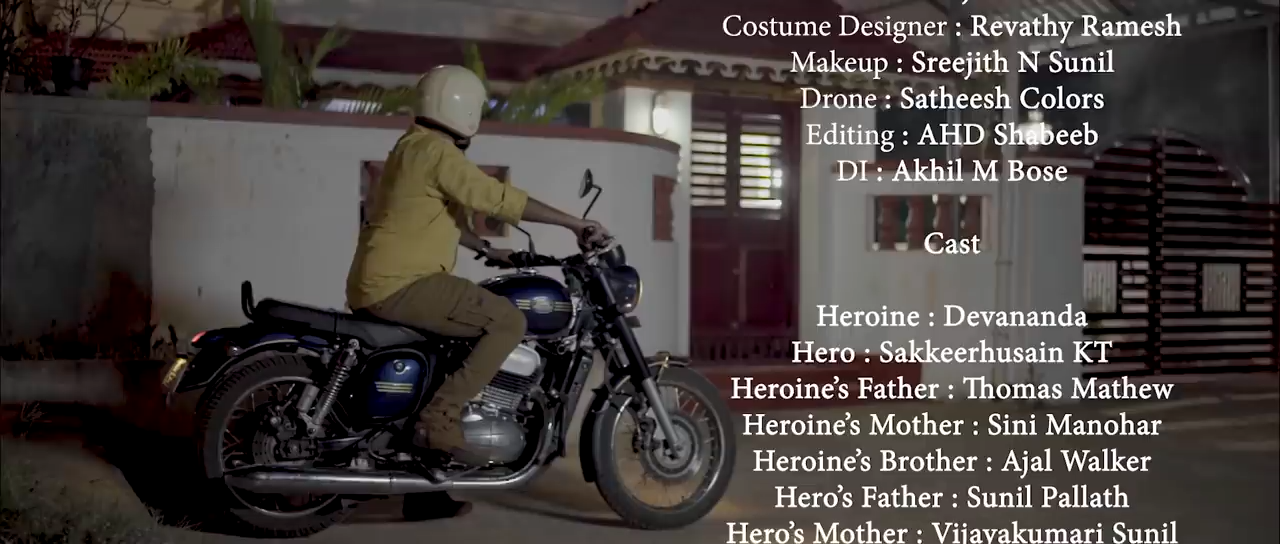 Costume Designer : Revathy Ramesh
Makeup : Sreejith N Sunil
Drone : Satheesh Colors
Editing : AHD Shabeeb
DI : Akhil M Bose
Cast
Heroine : Devananda
Hero : Sakkeerhusain KT
Heroine's Father : Thomas Mathew
Heroine's Mother : Sini Manohar
Heroine's Brother : Ajal Walker
Hero's Father : Sunil Pallath
Hero's Mother : Vijayakumari Sunil